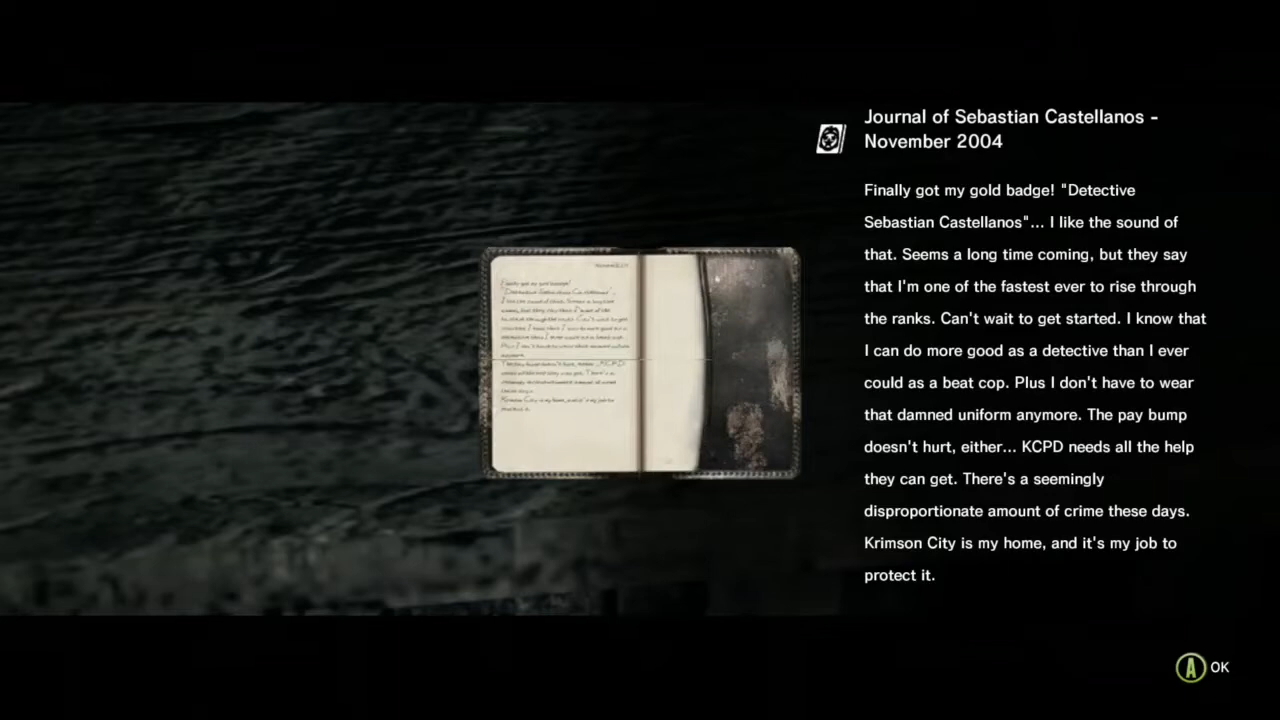 Journal of Sebastian Castellanos -
November 2004
Finally got my gold badge! "Detective
Sebastian Castellanos"... I like the sound of
that. Seems a long time coming, but they say
that I'm one of the fastest ever to rise through
the ranks. Can't wait to get started. I know that
I can do more good as a detective than I ever
could as a beat cop. Plus I don't have to wear
that damned uniform anymore. The pay bump
doesn't hurt, either... KCPD needs all the help
they can get. There's a seemingly
disproportionate amount of crime these days.
Krimson City is my home, and it's my job to
protect it.
A OK